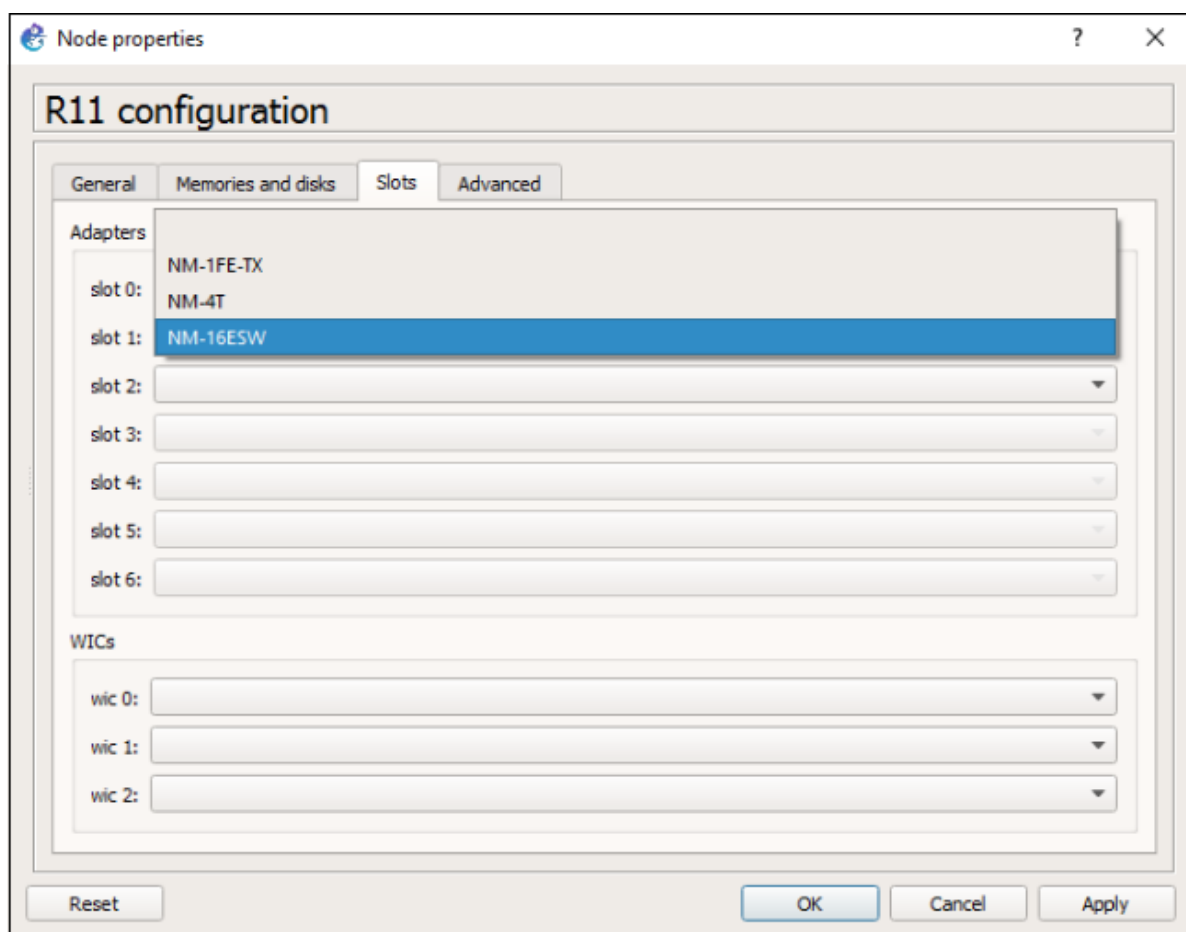 Node properties ?
R11 configuration
General Memories and disks Slots Advanced
Adapters
NM-1FE-TX
slot 0:
NM-4T
slot 1: NM-16ESW
slot 2:
slot 3:
slot 4:
slot 5:
slot 6:
WICs
wic 0:
wic 1:
wic 2:
Reset OK Cancel Apply